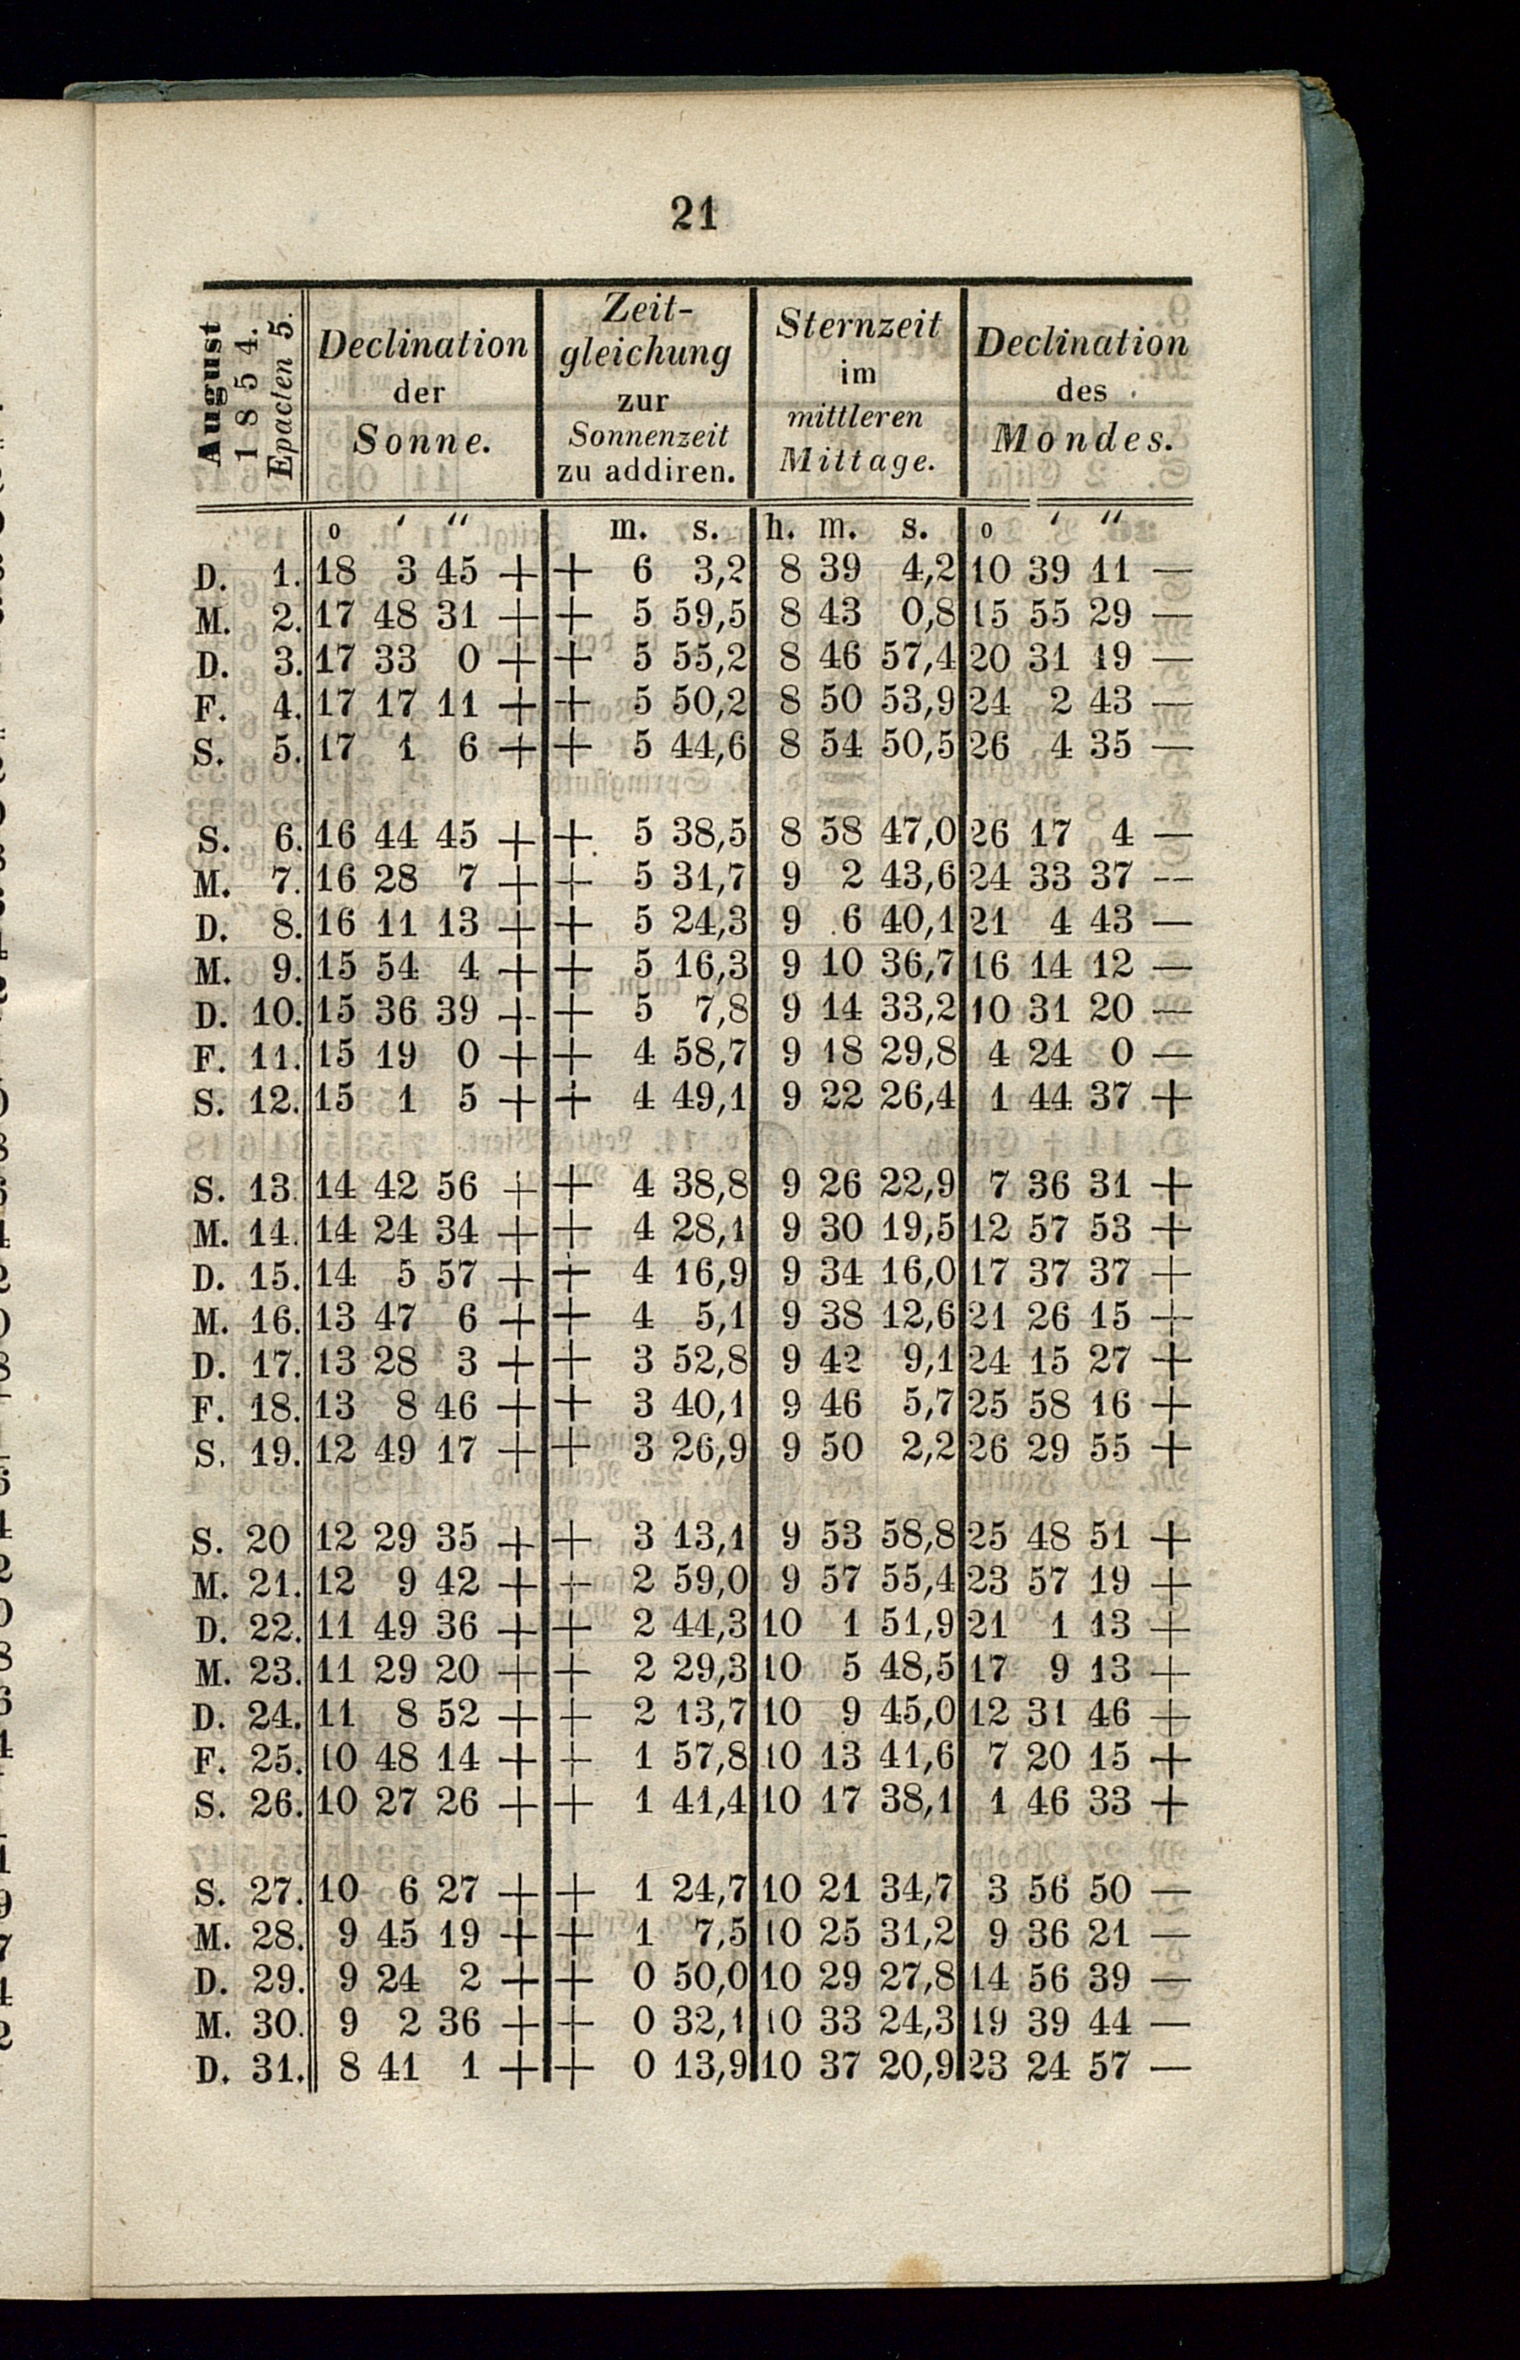 21
August
1854.
Epacten 5.
Declination
der
Sonne.
Zeit-
gleichung
zur
Sonnenzeit
zu addiren.
Sternzeit
im
mittleren
Mittage.
Declination
des
Mondes.
o ‘ “ m. s. h. m. s. o ‘ “
D. 1. 18 3 45 + + 6 3,2 8 39 4,2 10 39 11 —
M. 2. 17 48 31 + + 5 59,5 8 43 0,8 15 55 29 —
D. 3. 17 33 0 + + 5 55,2 8 46 57,4 20 31 19 —
F. 4. 17 17 11 + + 5 50,2 8 50 53,9 24 2 43 —
S. 5. 17 1 6 + + 5 44,6 8 54 50,5 26 4 35 —
S. 6. 16 44 45 + + 5 38,5 8 58 47,0 26 17 4 —
M. 7. 16 28 7 + + 5 31,7 9 2 43,6 24 33 37 —
D. 8. 16 11 13 + + 5 24,3 9 6 40,1 21 4 43 —
M. 9. 15 54 4 + + 5 16,3 9 10 36,7 16 14 12 —
D. 10. 15 36 39 + + 5 7,8 9 14 33,2 10 31 20 —
F. 11. 15 19 0 + + 4 58,7 9 18 29,8 4 24 0 —
S. 12. 15 1 5 + + 4 49,1 9 22 26,4 1 44 37 +
S. 13. 14 42 56 + + 4 38,8 9 26 22,9 7 36 31 +
M. 14. 14 24 34 + + 4 28,1 9 30 19,5 12 57 53 +
D. 15. 14 5 57 + + 4 16,9 9 34 16,0 17 37 37 +
M. 16. 13 47 6 + + 4 5,1 9 38 12,6 21 26 15 +
D. 17. 13 28 3 + + 3 52,8 9 42 9,1 24 15 27 +
F. 18. 13 8 46 + + 3 40,1 9 46 5,7 25 58 16 +
S. 19. 12 49 17 + + 3 26,9 9 50 2,2 26 29 55 +
S. 20 12 29 35 + + 3 13,1 9 53 58,8 25 48 51 +
M. 21. 12 9 42 + + 2 59,0 9 57 55,4 23 57 19 +
D. 22. 11 49 36 + + 2 44,3 10 1 51,9 21 1 13 +
M. 23. 11 29 20 + + 2 29,3 10 5 48,5 17 9 13 +
D. 24. 11 8 52 + + 2 13,7 10 9 45,0 12 31 46 +
F. 25. 10 48 14 + + 1 57,8 10 13 41,6 7 20 15 +
S. 26. 10 27 26 + + 1 41,4 10 17 38,1 1 46 33 +
S. 27. 10 6 27 + + 1 24,7 10 21 34,7 3 56 50 —
M. 28. 9 45 19 + + 1 7,5 10 25 31,2 9 36 21 —
D. 29. 9 24 2 + + 0 50,0 10 29 27,8 14 56 39 —
M. 30. 9 2 36 + + 0 32,1 10 33 24,3 19 39 44 —
D. 31. 8 41 1 + + 0 13,9 10 37 20,9 23 24 57 —